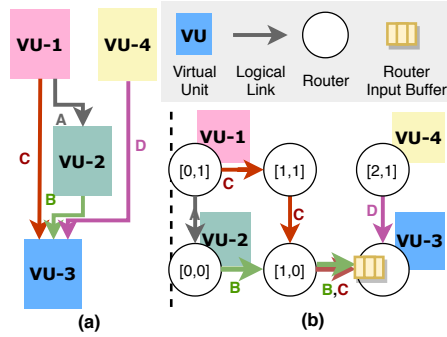 VU-1
VU-4
A
C
VU-2
D
B
VU-3
(a)
VU
Virtual
Unit
Logical
Link
Router
Router
Input Buffer
VU-1
VU-4
[0,1]
[1,1]
[2,1]
C
A
C
D
VU-2
VU-3
[0,0]
[1,0]
B
B,C
(b)